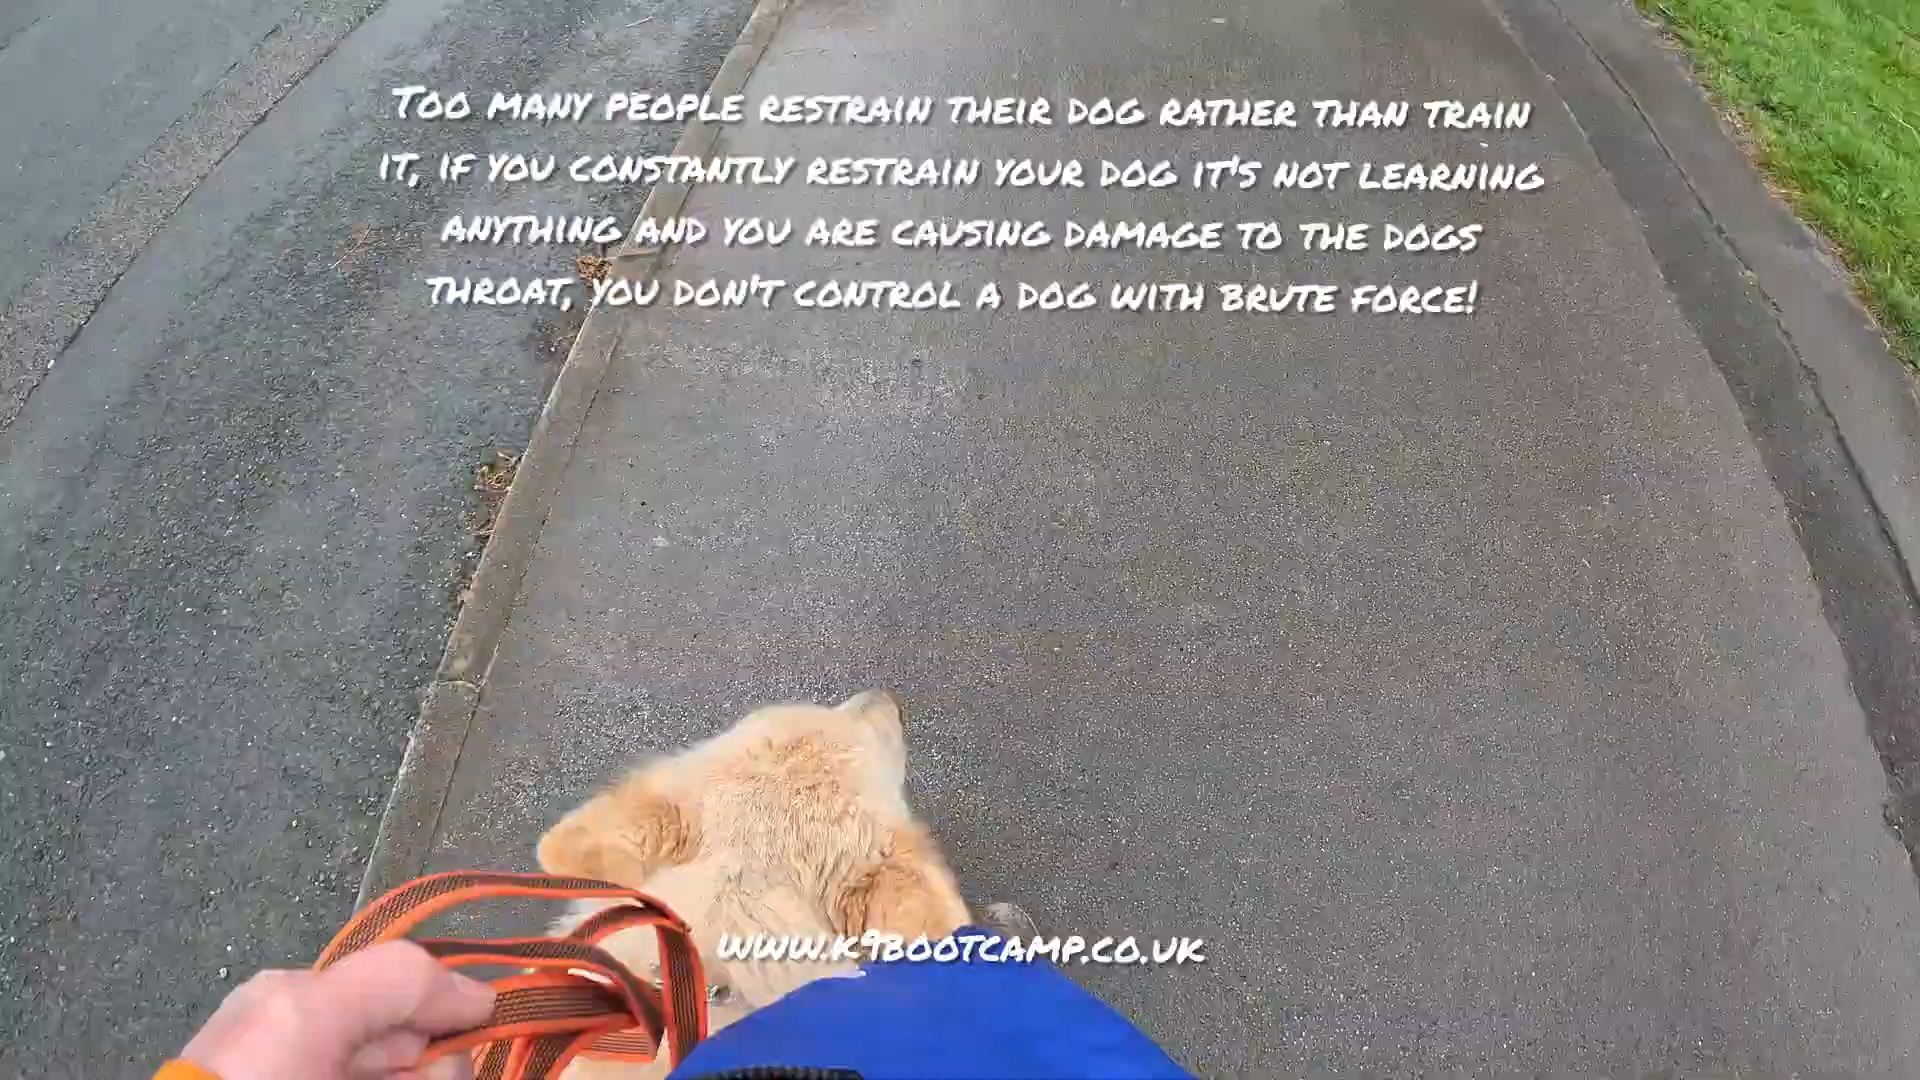 Too many people restrain their dog rather than train
it, if you constantly restrain your dog it's not learning
anything and you are causing damage to the dogs
throat, you don't control a dog with brute force!
www.k9bootcamp.co.uk